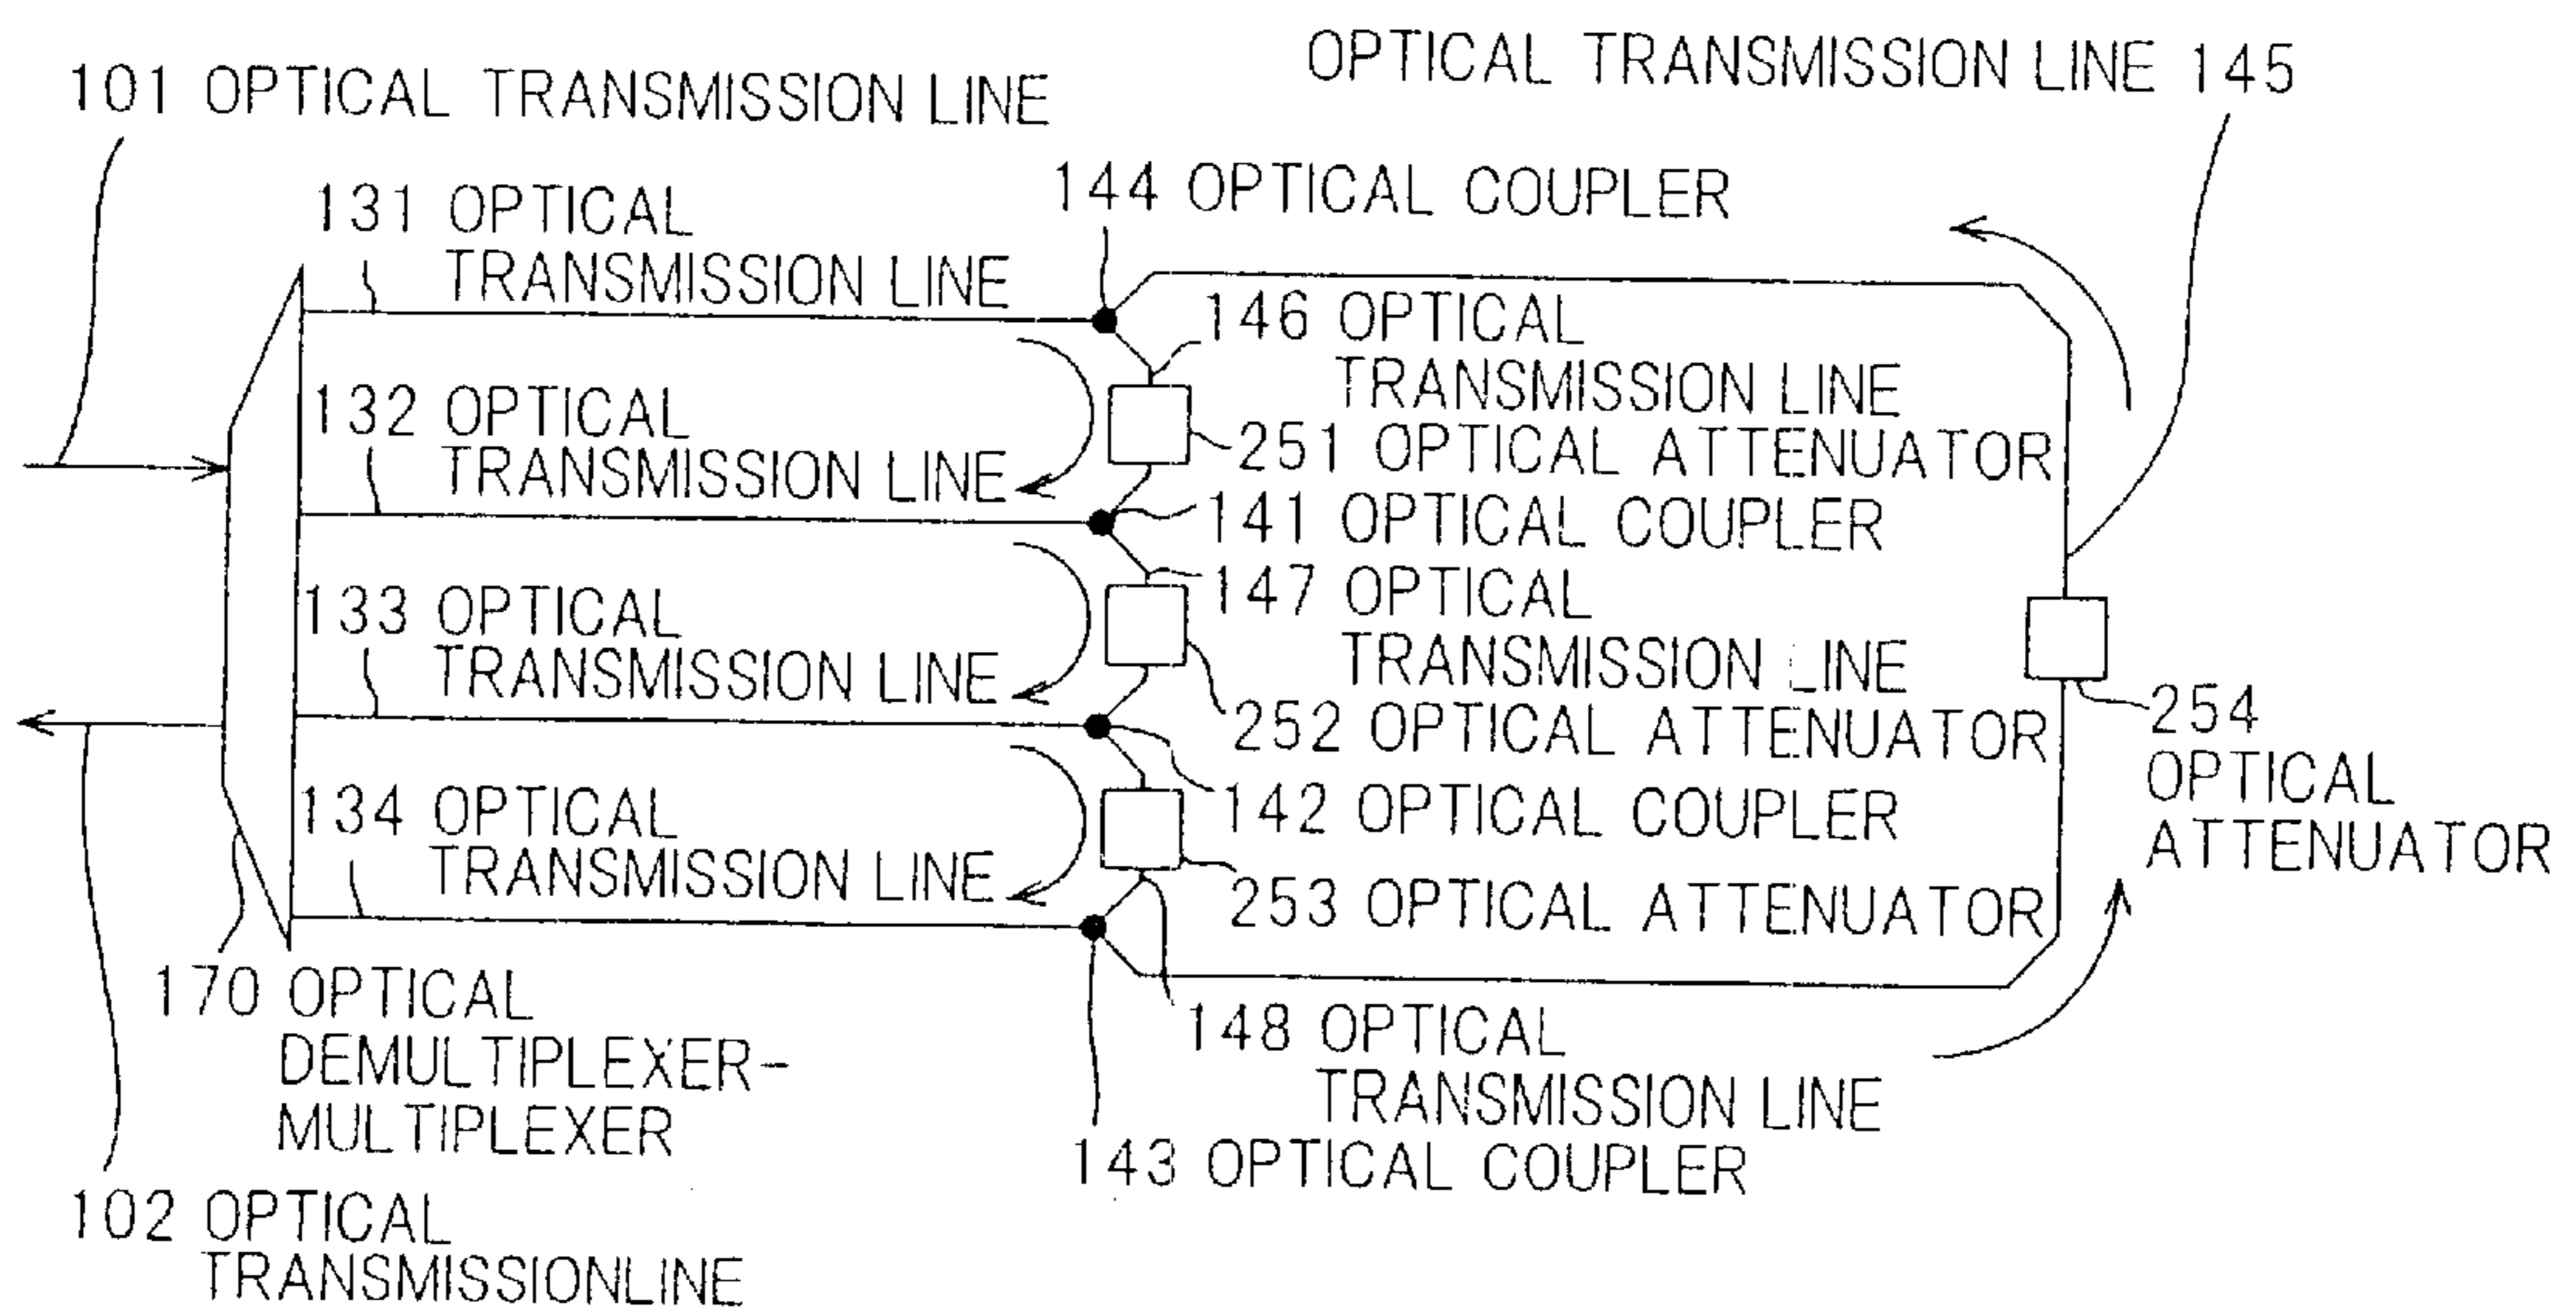 OPTICAL TRANSMISSION LINE 145
101 OPTICAL TRANSMISSION LINE
144 OPTICAL COUPLER
131 OPTICAL
TRANSMISSION LINE
146 OPTICAL
TRANSMISSION LINE
132 OPTICAL
TRANSMISSION LINE
251 OPTICAL ATTENUATOR
141 OPTICAL COUPLER
147 OPTICAL
TRANSMISSION LINE
133 OPTICAL
TRANSMISSION LINE
252 OPTICAL ATTENUATOR
254
OPTICAL
ATTENUATOR
142 OPTICAL COUPLER
134 OPTICAL
TRANSMISSION LINE
253 OPTICAL ATTENUATOR
170 OPTICAL
DEMULTIPLEXER-
MULTIPLEXER
148 OPTICAL
TRANSMISSION LINE
143 OPTICAL COUPLER
102 OPTICAL
TRANSMISSIONLINE